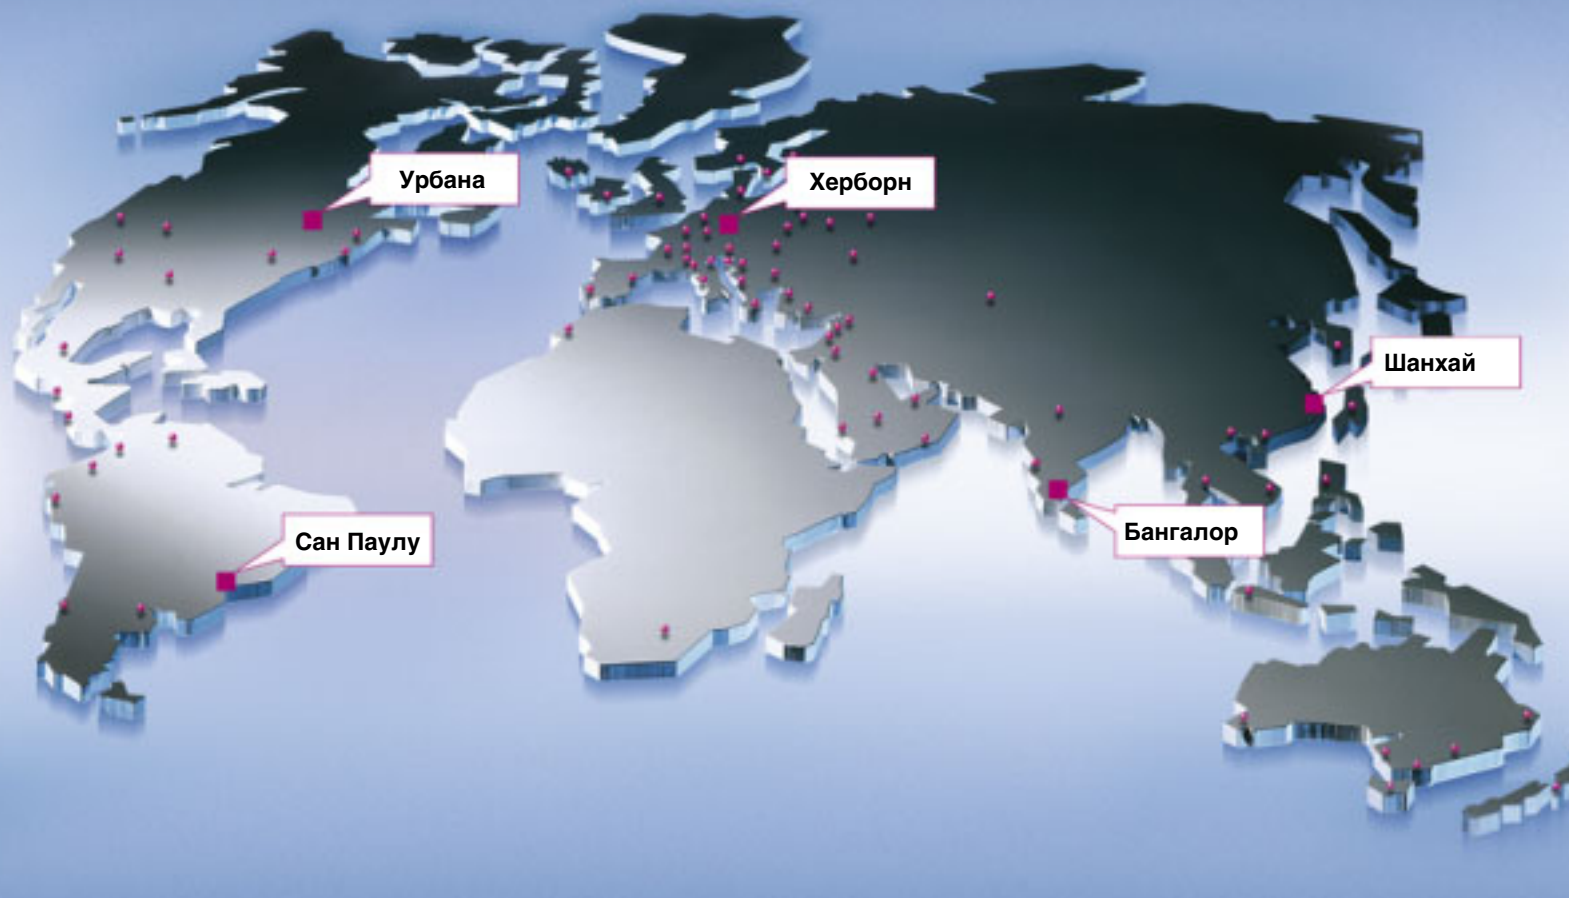 Урбана
Херборн
Шанхай
Сан Паулу
Бангалор